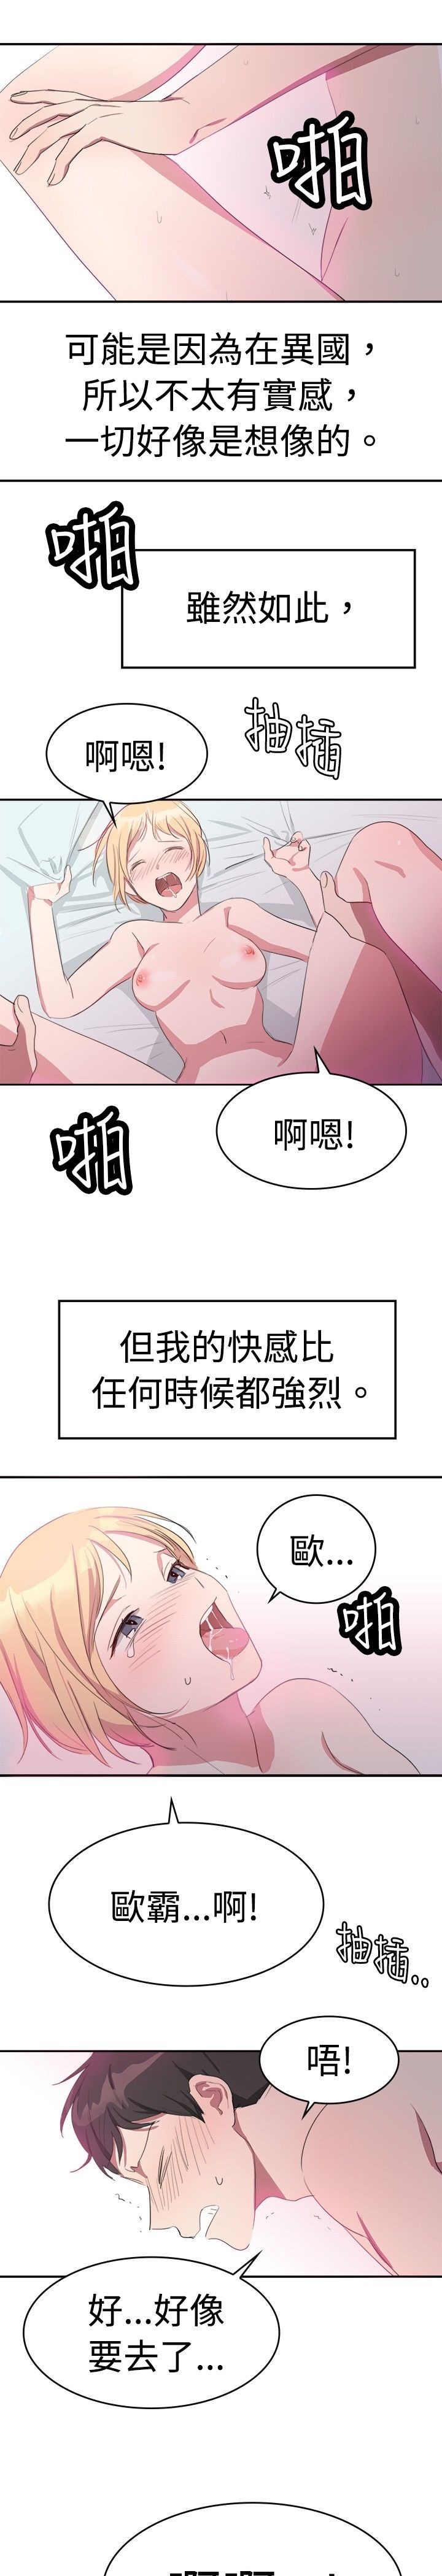 啪
可能是因為在異國，
所以不太有實感，
一切好像是想像的。
啪
雖然如此，
抽插
啊嗯!
啊嗯!
啪
但我的快感比
任何時候都強烈。
歐…
啪
歐霸…啊!
抽插..
唔!
好…好像
要去了…